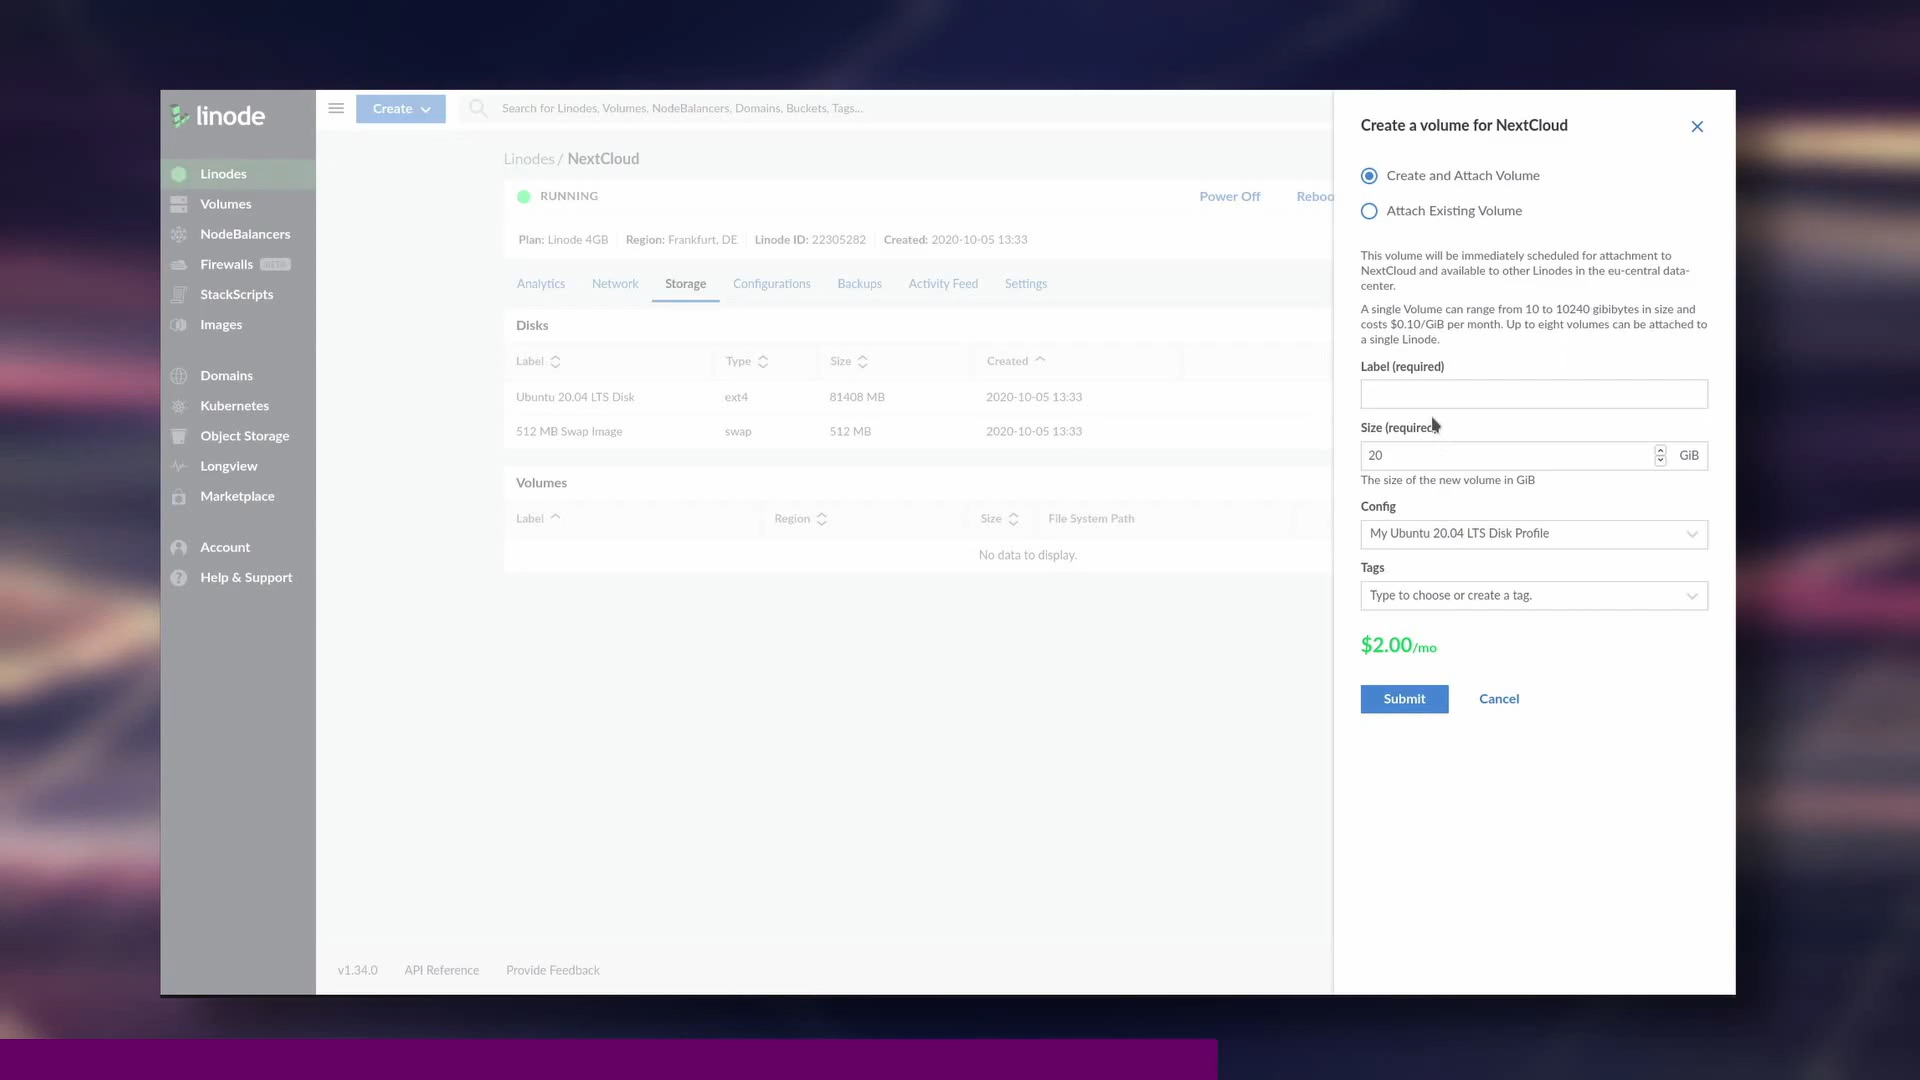 linode
Create
Search for Linodes, Volumes, NodeBalancers, Domains, Buckets, Tags...
Linodes
Volumes
NodeBalancers
Firewalls BETA
StackScripts
Images
Domains
Kubernetes
Object Storage
Longview
Marketplace
Account
Help & Support
Linodes / NextCloud
RUNNING
Power Off Reboo
Plan: Linode 4GB Region: Frankfurt, DE Linode ID: 22305282 Created: 2020-10-05 13:33
Analytics Network Storage Configurations Backups Activity Feed Settings
Disks
Label Type Size Created
Ubuntu 20.04 LTS Disk ext4 81408 MB 2020-10-05 13:33
512 MB Swap Image swap 512 MB 2020-10-05 13:33
Volumes
Label Region Size File System Path
No data to display.
v1.34.0 API Reference Provide Feedback
Create a volume for NextCloud
Create and Attach Volume
Attach Existing Volume
This volume will be immediately scheduled for attachment to
NextCloud and available to other Linodes in the eu-central data-
center.
A single Volume can range from 10 to 10240 gibibytes in size and
costs $0.10/GiB per month. Up to eight volumes can be attached to
a single Linode.
Label (required)
Size (required)
20 GiB
The size of the new volume in GiB
Config
My Ubuntu 20.04 LTS Disk Profile
Tags
Type to choose or create a tag.
$2.00/mo
Submit Cancel